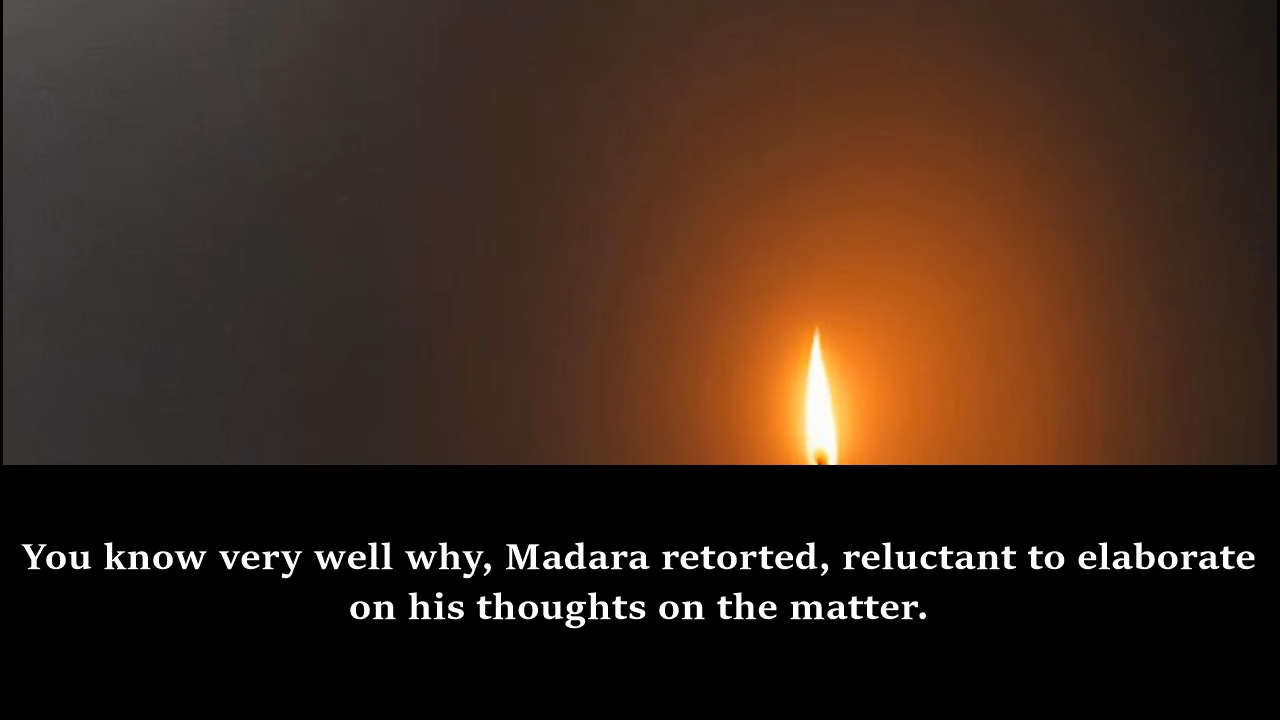 You know very well why, Madara retorted, reluctant to elaborate
on his thoughts on the matter.